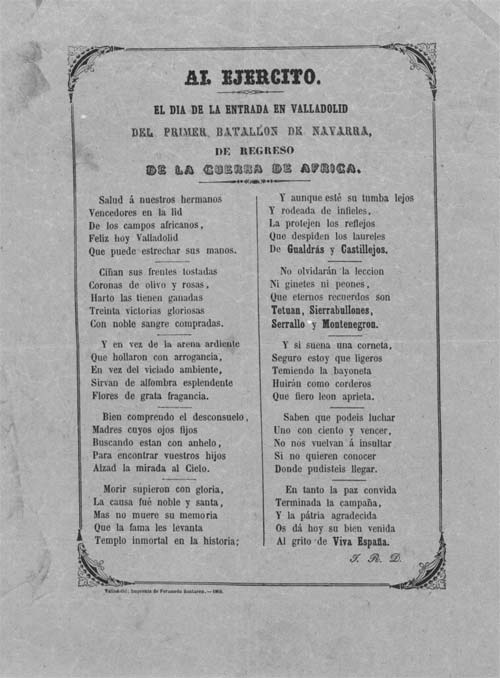 AL EJERCITO.
EL DIA DE LA ENTRADA EN VALLADOLID
DEL PRIMER BATALLON DE NAVARRA,
DE REGRESO
DE LA GUERRA DE AFRICA.
Salud á nuestros hermanos
Vencedores en la lid
De los campos africanos,
Feliz hoy Valladolid
Que puede estrechar sus manos.
Ciñan sus frentes tostadas
Coronas de olivo y rosas,
Harto las tienen ganadas
Treinta victorias gloriosas
Con noble sangre compradas.
Y en vez de la arena ardiente
Que hollaron con arrogancia,
En vez del viciado ambiente,
Sirvan de alfombra esplendente
Flores de grata fragancia.
Bien comprendo el desconsuelo,
Madres cuyos ojos fijos
Buscando estan con anhelo,
Para encontrar vuestros hijos
Alzad la mirada al Cielo.
Morir supieron con gloria,
La causa fué noble y santa,
Mas no muere su memoria
Que la fama les levanta
Templo inmortal en la historia;
Y aunque esté su tumba lejos
Y rodeada de infieles,
La protejen los reflejos
Que despiden los laureles
De Gualdrás y Castillejos.
No olvidarán la leccion
Ni ginetes ni peones,
Que eternos recuerdos son
Tetuan, Sierrabullones,
Serrallo y Montenegron.
Y si suena una corneta,
Seguro estoy que ligeros
Temiendo la bayoneta
Huirán como corderos
Que fiero leon aprieta.
Saben que podeis luchar
Uno con ciento y vencer,
No nos vuelvan á insultar
Si no quieren conocer
Donde pudisteis llegar.
En tanto la paz convida
Terminada la campaña,
Y la pátria agradecida
Os dá hoy su bien venida
Al grito de Viva España.
J. R. D.
Valladolid: Imprenta de Fernando Santaren.—1860.